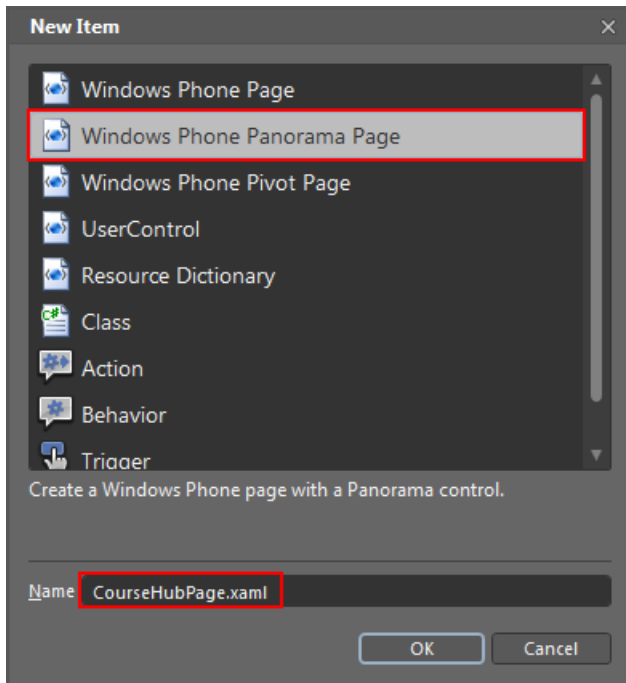 New Item
Windows Phone Page
Windows Phone Panorama Page
Windows Phone Pivot Page
UserControl
Resource Dictionary
C#
Class
Action
Behavior
Trigger
Create a Windows Phone page with a Panorama control.
Name CourseHubPage.xaml
OK Cancel